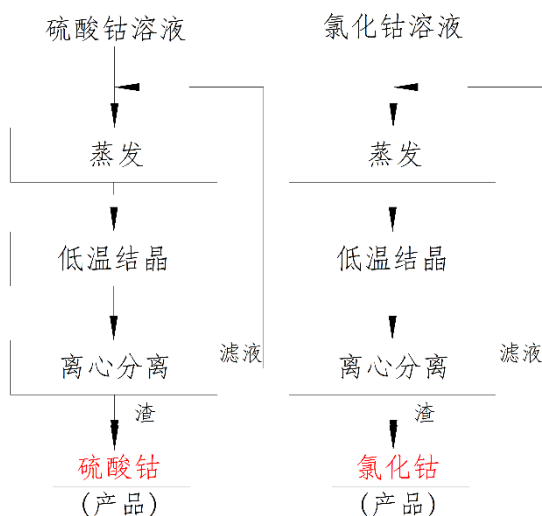 硫酸钴溶液
蒸发
低温结晶
离心分离
滤液
渣
硫酸钴
(产品)
氯化钴溶液
蒸发
低温结晶
离心分离
滤液
渣
氯化钴
(产品)